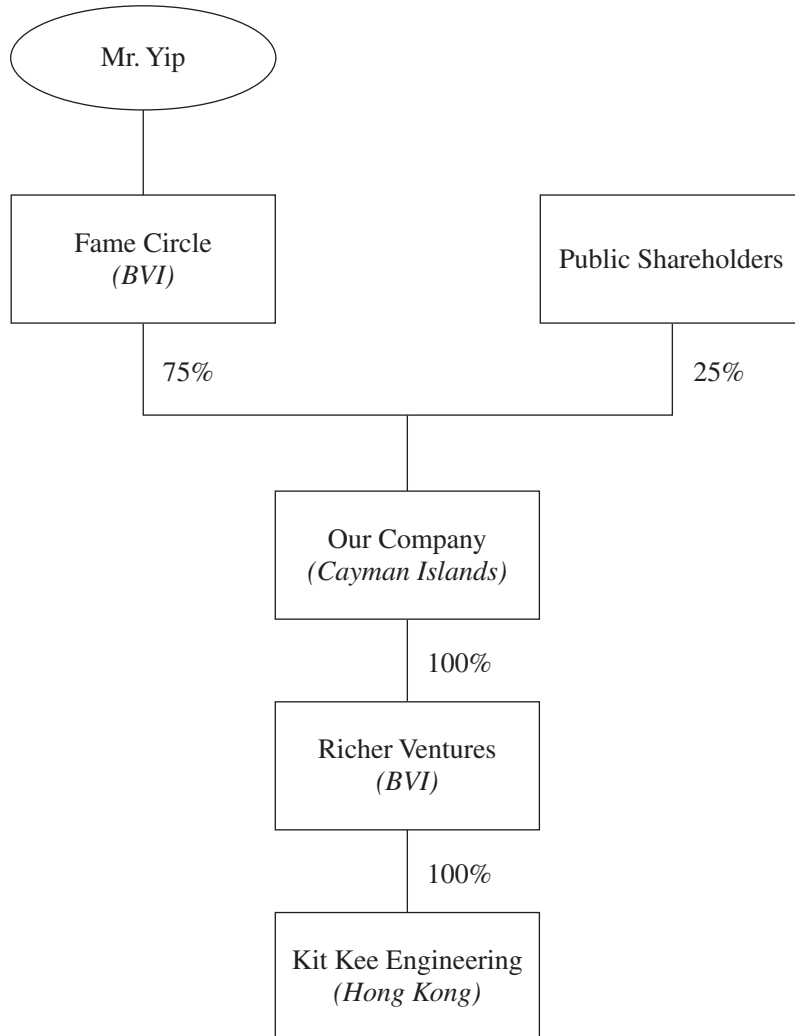 Mr. Yip
Fame Circle
(BVI)
Public Shareholders
75%
25%
Our Company
(Cayman Islands)
100%
Richer Ventures
(BVI)
100%
Kit Kee Engineering
(Hong Kong)